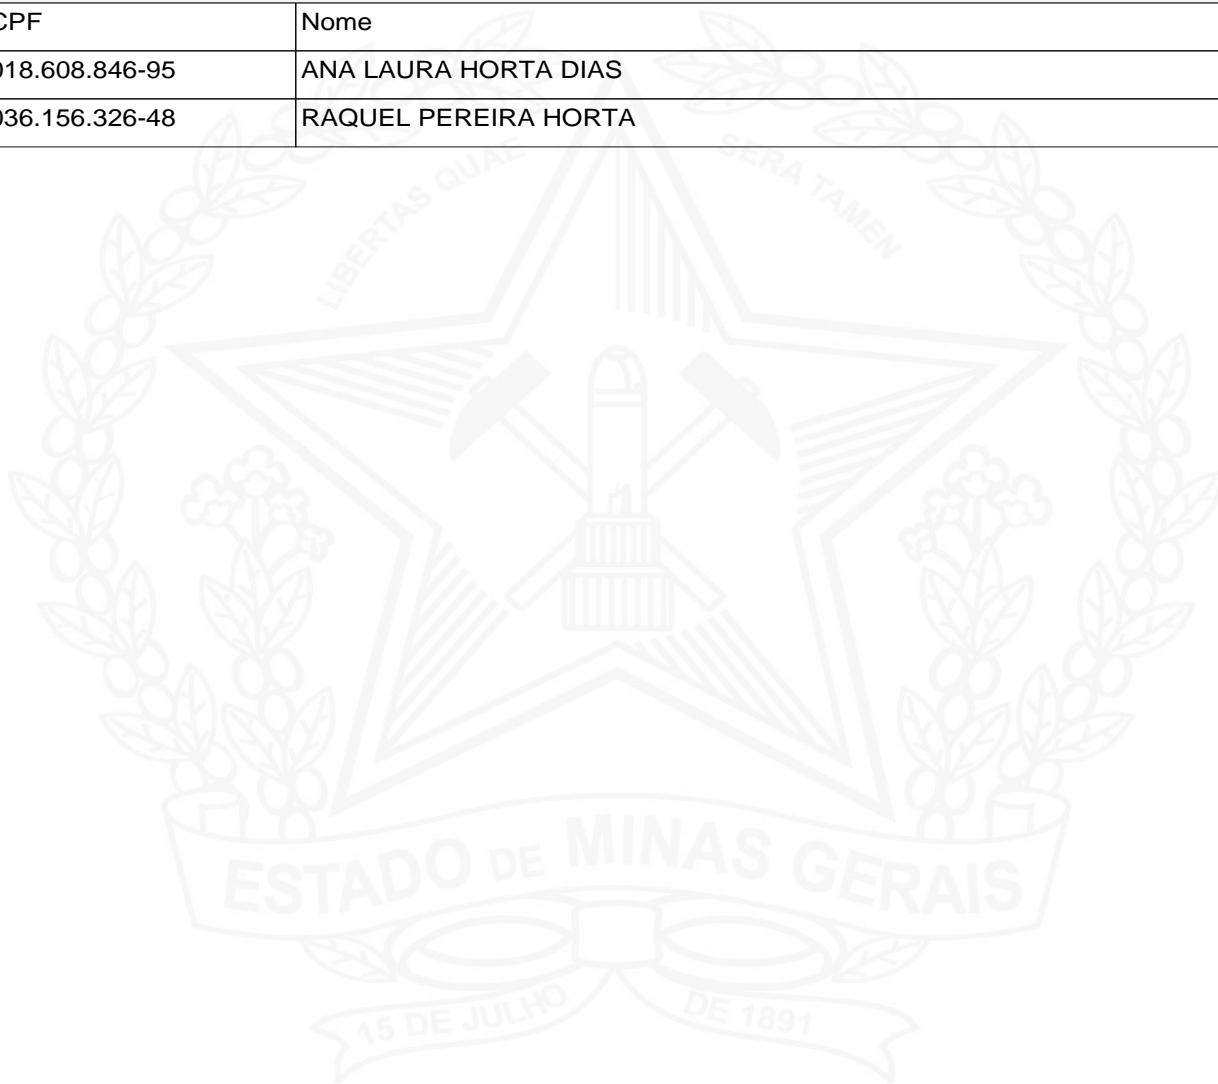 CPF Nome
018.608.846-95 ANA LAURA HORTA DIAS
036.156.326-48 RAQUEL PEREIRA HORTA
LIBERTAS QUAE SERA TAMEN
ESTADO DE MINAS GERAIS
15 DE JULHO DE 1891